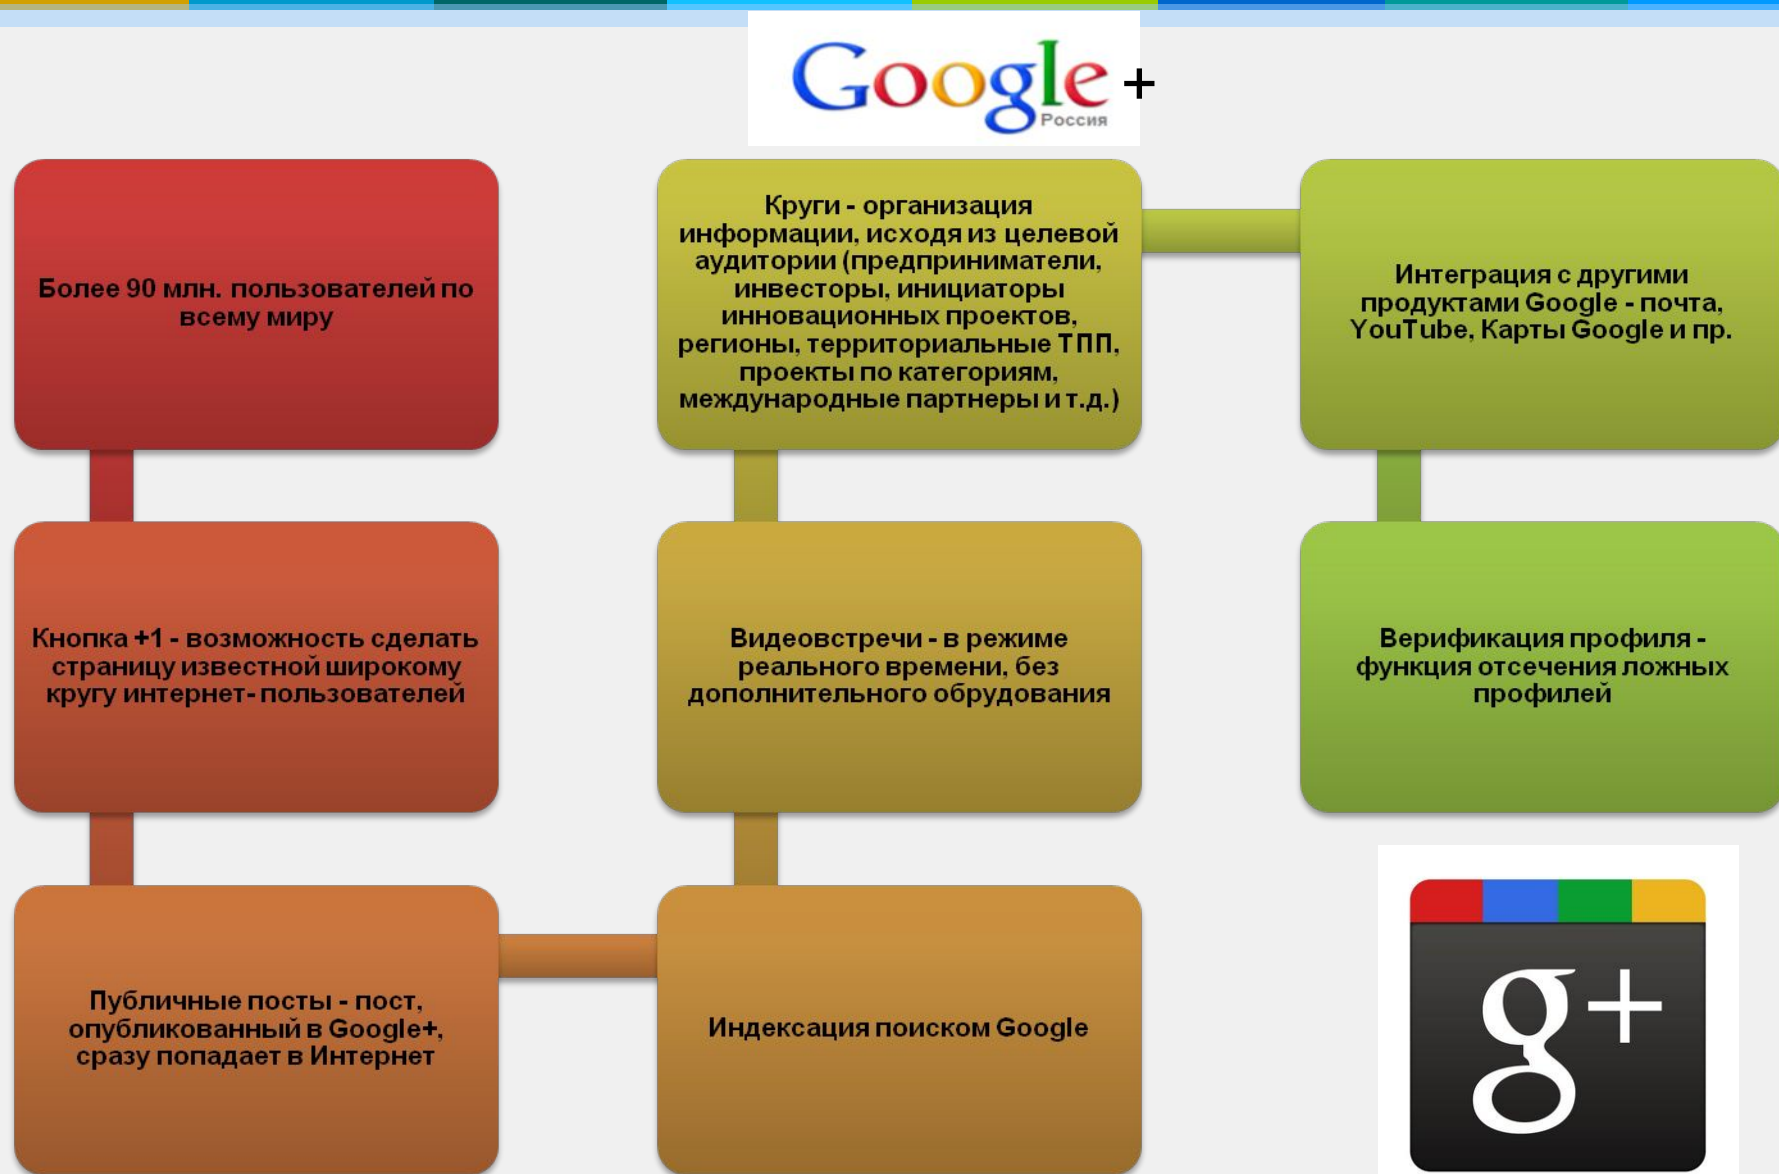 Google +
Россия
Более 90 млн. пользователей по
всему миру
Кнопка +1 - возможность сделать
страницу известной широкому
кругу интернет- пользователей
Публичные посты - пост,
опубликованный в Google+,
сразу попадает в Интернет
Индексация поиском Google
Видеовстречи - в режиме
реального времени, без
дополнительного обрудования
Круги - организация
информации, исходя из целевой
аудитории (предприниматели,
инвесторы, инициаторы
инновационных проектов,
регионы, территориальные ТПП,
проекты по категориям,
международные партнеры и т.д.)
Интеграция с другими
продуктами Google - почта,
YouTube, Карты Google и пр.
Верификация профиля -
функция отсечения ложных
профилей
g+